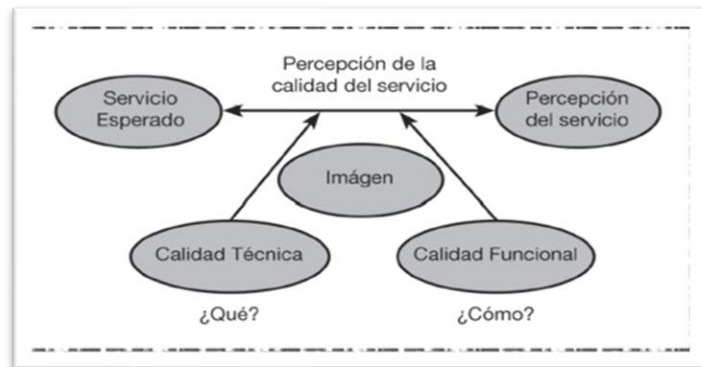 Percepción de la
calidad del servicio
Servicio
Esperado
Percepción
del servicio
Imágen
Calidad Técnica
Calidad Funcional
¿Qué?
¿Cómo?